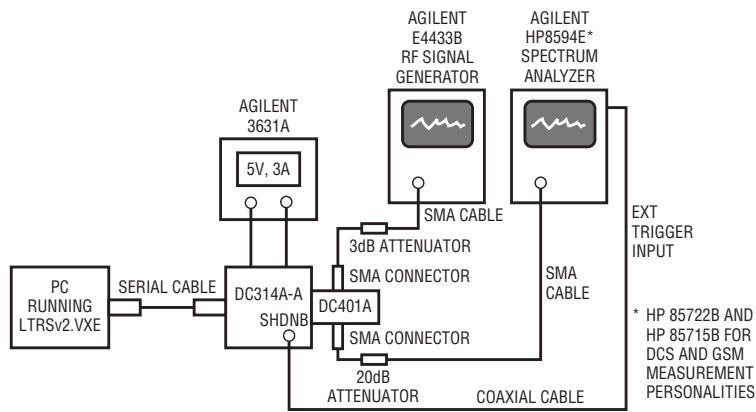 AGILENT
E4433B
RF SIGNAL
GENERATOR
AGILENT
HP8594E*
SPECTRUM
ANALYZER
AGILENT
3631A
5V, 3A
SMA CABLE
3dB ATTENUATOR
EXT
TRIGGER
INPUT
PC
RUNNING
LTRSv2.VXE
SERIAL CABLE
DC314A-A
SHDNB
SMA CONNECTOR
DC401A
SMA CONNECTOR
SMA
CABLE
20dB
ATTENUATOR
COAXIAL CABLE
* HP 85722B AND
HP 85715B FOR
DCS AND GSM
MEASUREMENT
PERSONALITIES